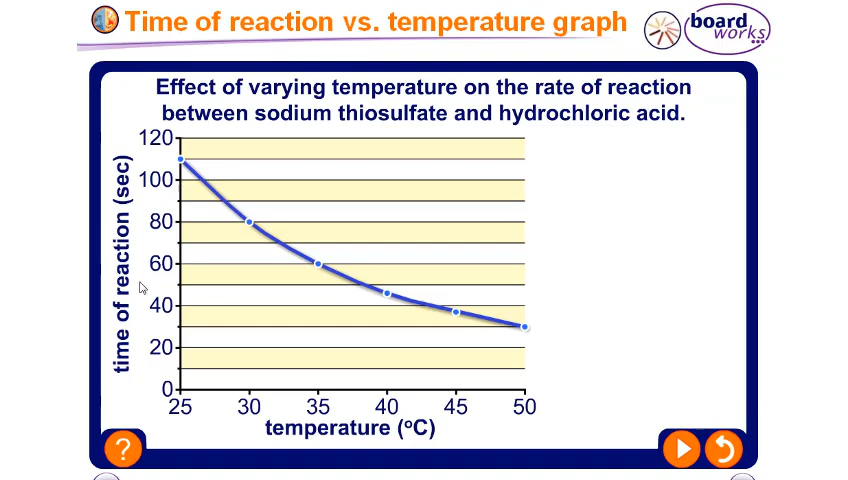 Time of reaction vs. temperature graph
board
works
Effect of varying temperature on the rate of reaction
between sodium thiosulfate and hydrochloric acid.
time of reaction (sec)
120
100
80
60
40
20
0
25 30 35 40 45 50
temperature (°C)
?